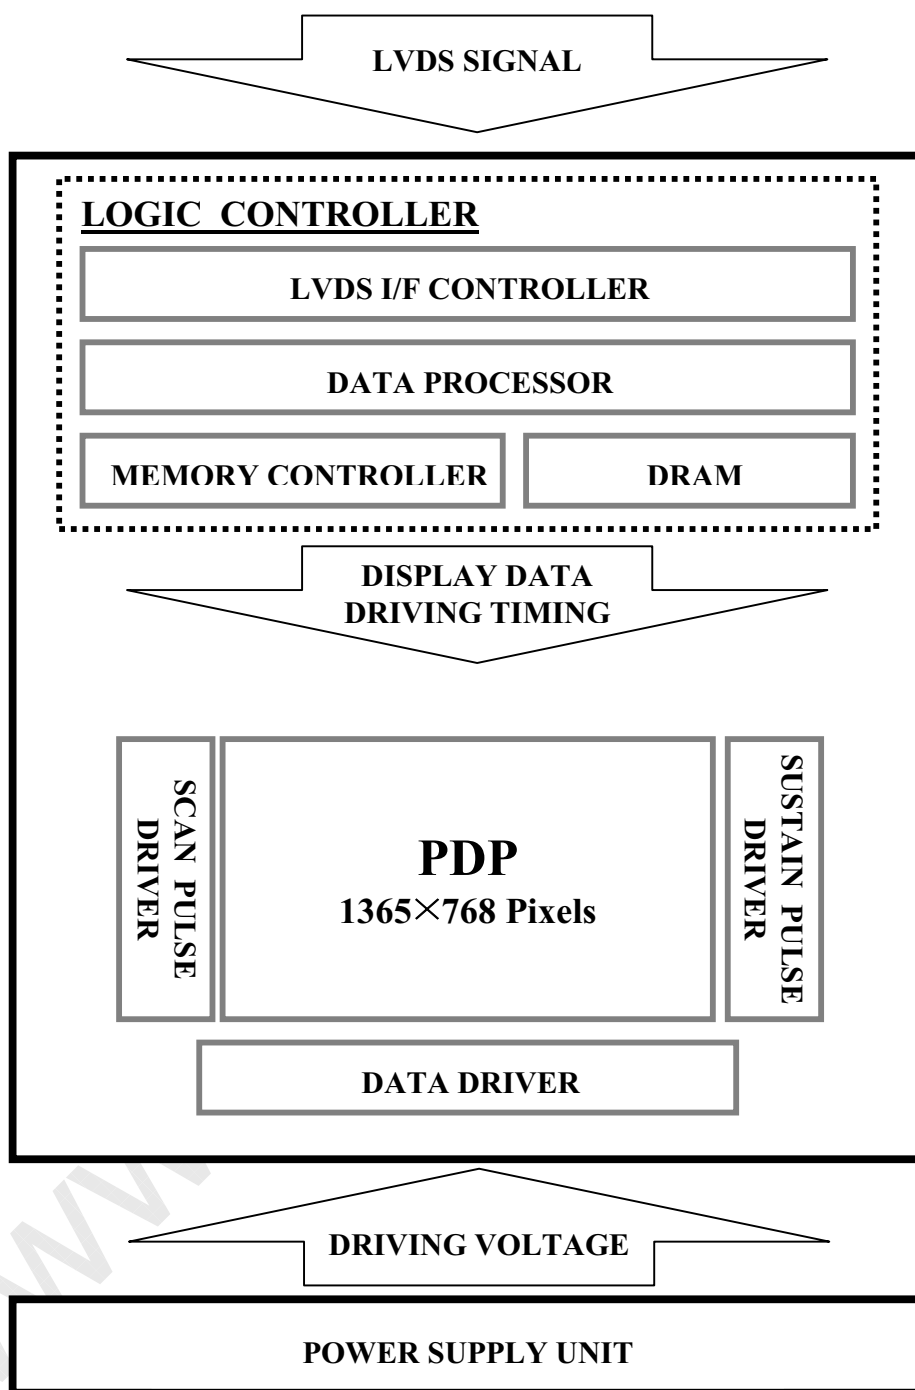 LVDS SIGNAL
LOGIC CONTROLLER
LVDS I/F CONTROLLER
DATA PROCESSOR
MEMORY CONTROLLER
DRAM
DISPLAY DATA
DRIVING TIMING
SCAN PULSE
DRIVER
PDP
1365×768 Pixels
SUSTAIN PULSE
DRIVER
DATA DRIVER
DRIVING VOLTAGE
POWER SUPPLY UNIT